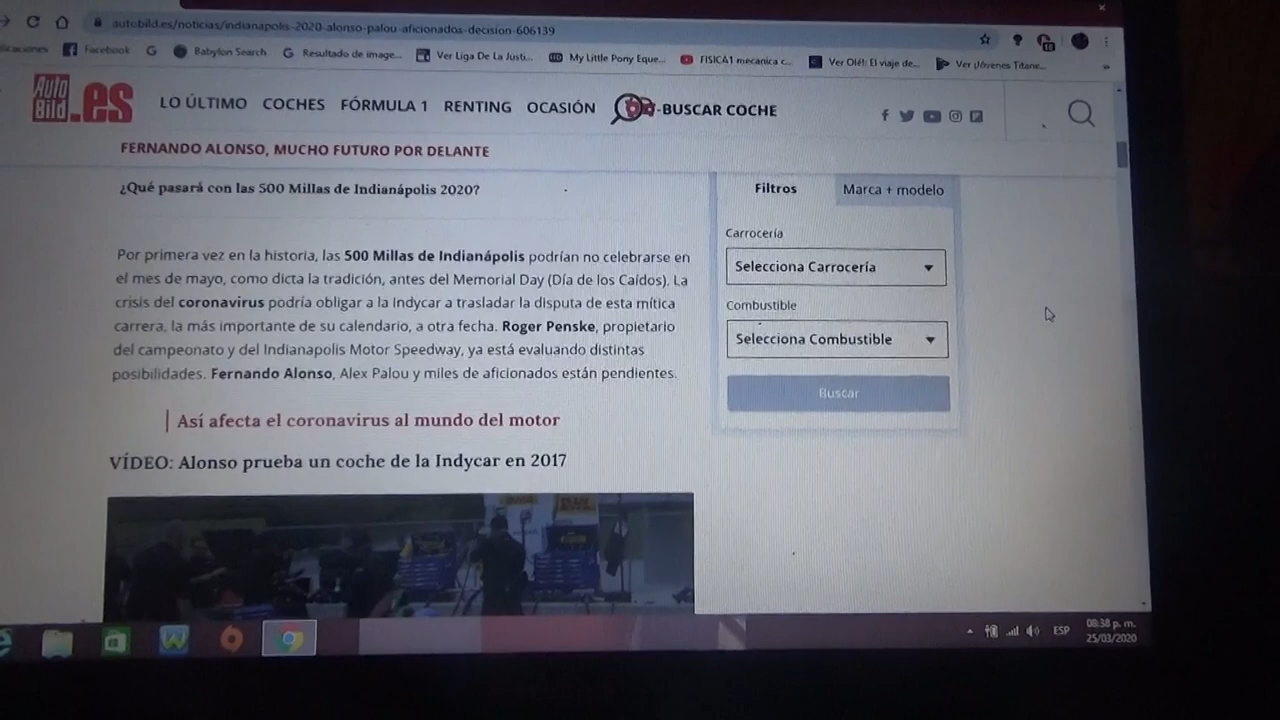 autobild.es/noticias/indianapolis-2020-alonso-palou-aficionados-decision-606139
licaciones Facebook Babylon Search Resultado de image... Ver Liga De La Justi... My Little Pony Eque... FISICA1 mecanica c... Ver Olé!: El viaje de... Ver ¡Jóvenes Titane... »
Auto Bild.es LO ÚLTIMO COCHES FÓRMULA 1 RENTING OCASIÓN BUSCAR COCHE
FERNANDO ALONSO, MUCHO FUTURO POR DELANTE
¿Qué pasará con las 500 Millas de Indianápolis 2020?
Por primera vez en la historia, las 500 Millas de Indianápolis podrían no celebrarse en
el mes de mayo, como dicta la tradición, antes del Memorial Day (Día de los Caídos). La
crisis del coronavirus podría obligar a la Indycar a trasladar la disputa de esta mítica
carrera, la más importante de su calendario, a otra fecha. Roger Penske, propietario
del campeonato y del Indianapolis Motor Speedway, ya está evaluando distintas
posibilidades. Fernando Alonso, Alex Palou y miles de aficionados están pendientes.
Así afecta el coronavirus al mundo del motor
VÍDEO: Alonso prueba un coche de la Indycar en 2017
Filtros Marca + modelo
Carrocería
Selecciona Carrocería
Combustible
Selecciona Combustible
Buscar
ESP
08:38 p. m.
25/03/2020